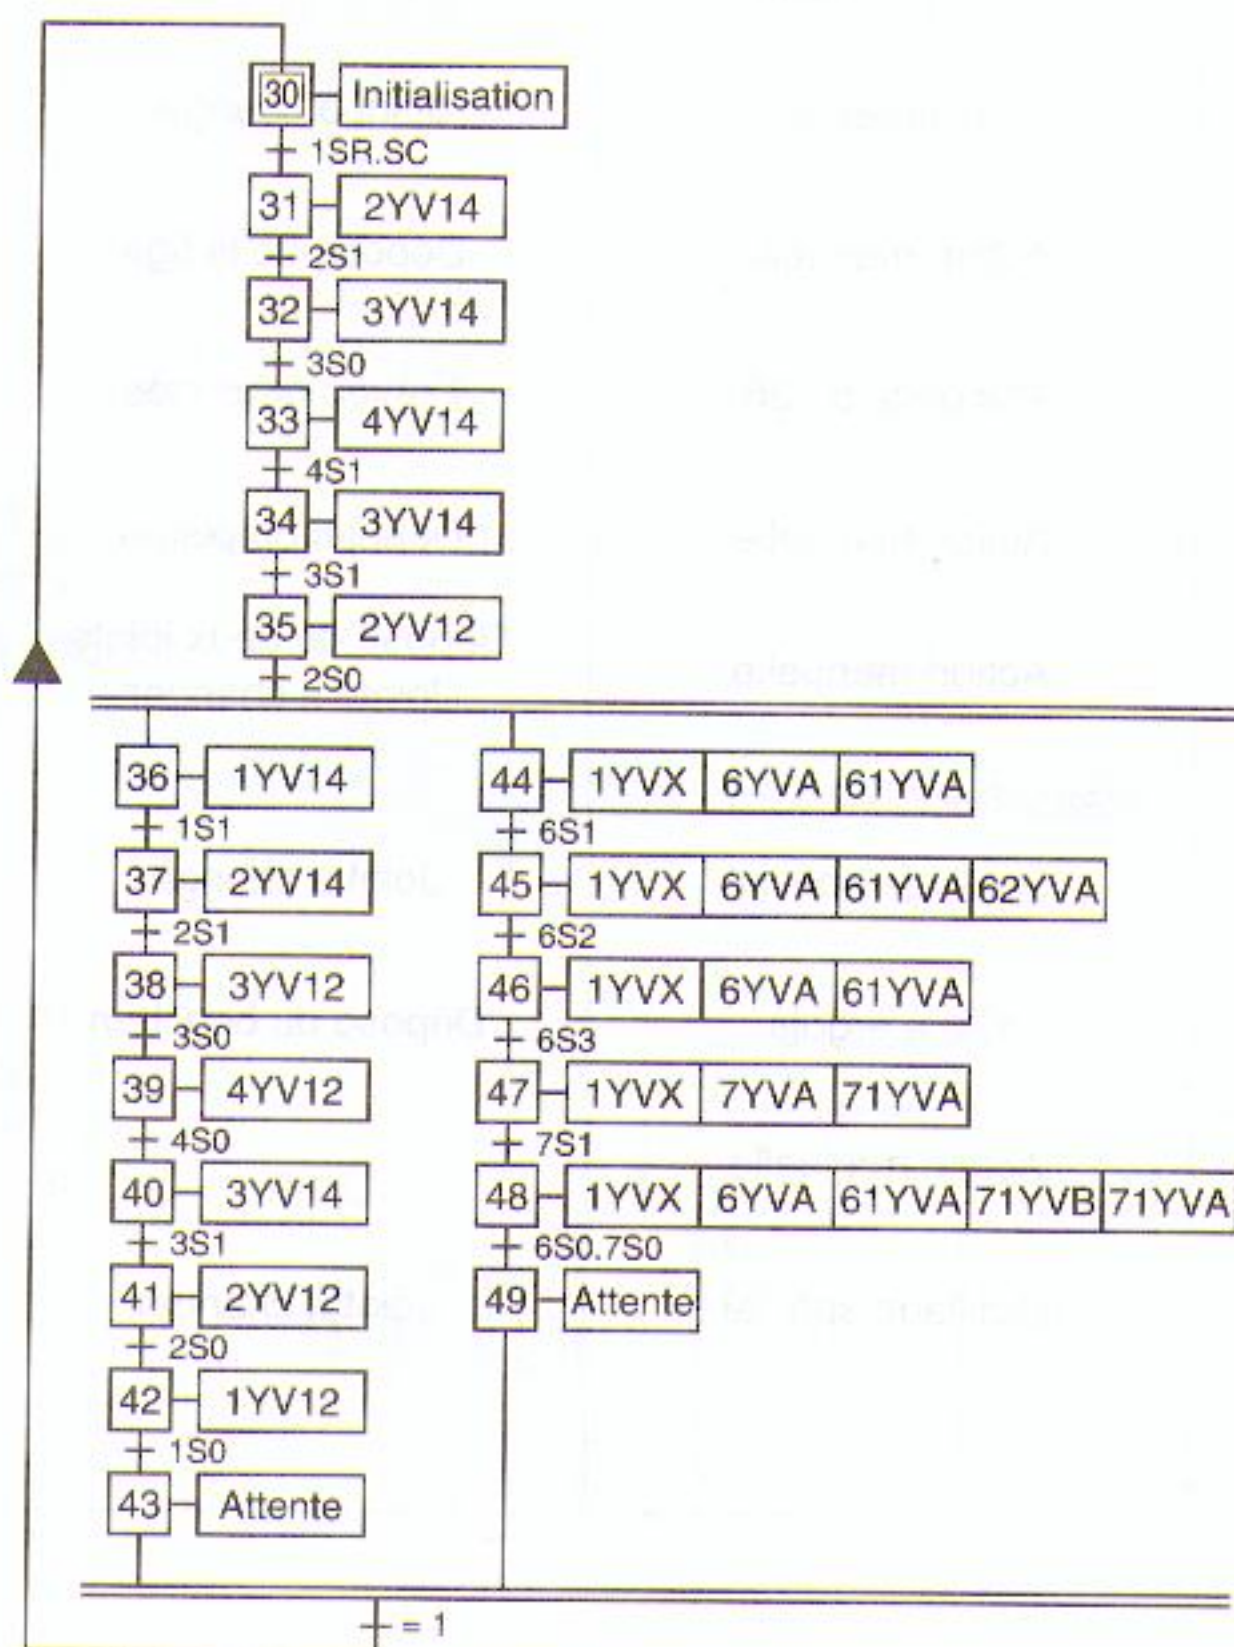 30 Initialisation
1SR.SC
31 2YV14
2S1
32 3YV14
3S0
33 4YV14
4S1
34 3YV14
3S1
35 2YV12
2S0
36 1YV14
1S1
37 2YV14
2S1
38 3YV12
3S0
39 4YV12
4S0
40 3YV14
3S1
41 2YV12
2S0
42 1YV12
1S0
43 Attente
44 1YVX 6YVA 61YVA
6S1
45 1YVX 6YVA 61YVA 62YVA
6S2
46 1YVX 6YVA 61YVA
6S3
47 1YVX 7YVA 71YVA
7S1
48 1YVX 6YVA 61YVA 71YVB 71YVA
6S0.7S0
49 Attente
= 1